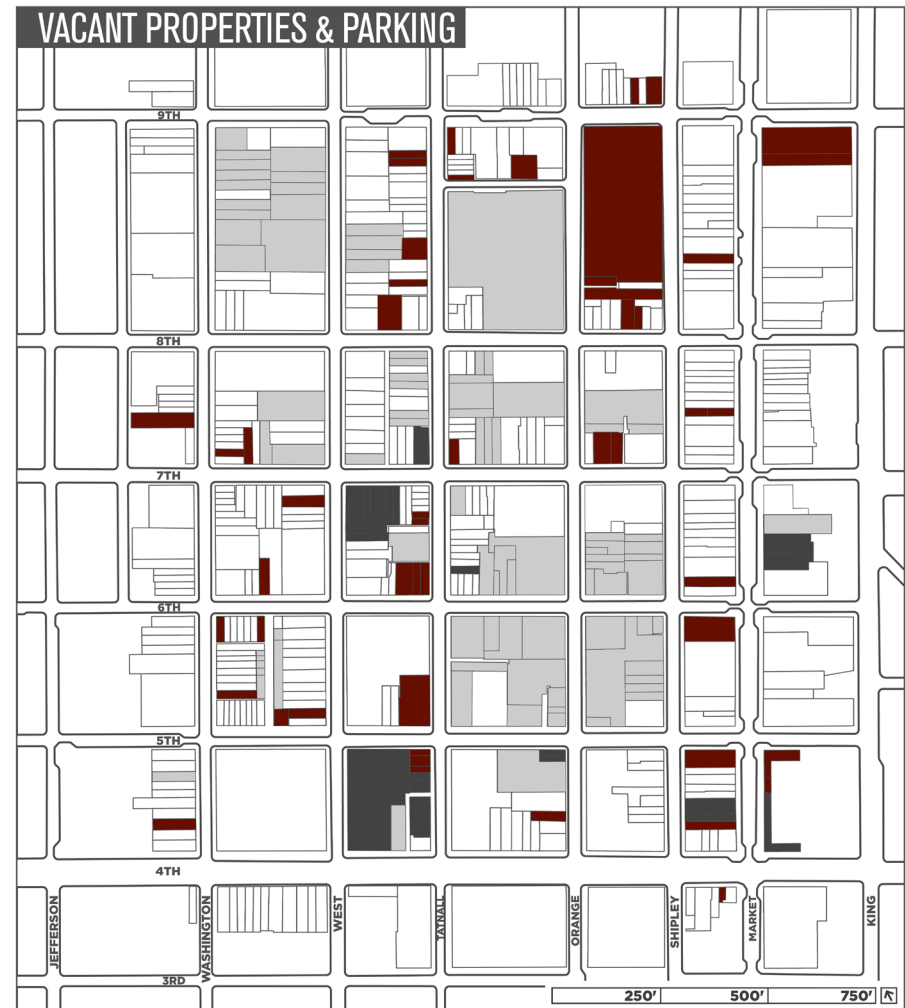 VACANT PROPERTIES & PARKING
9TH
8TH
7TH
6TH
5TH
4TH
JEFFERSON
WASHINGTON
WEST
TATNALL
ORANGE
SHIPLEY
MARKET
KING
3RD
250' 500' 750'